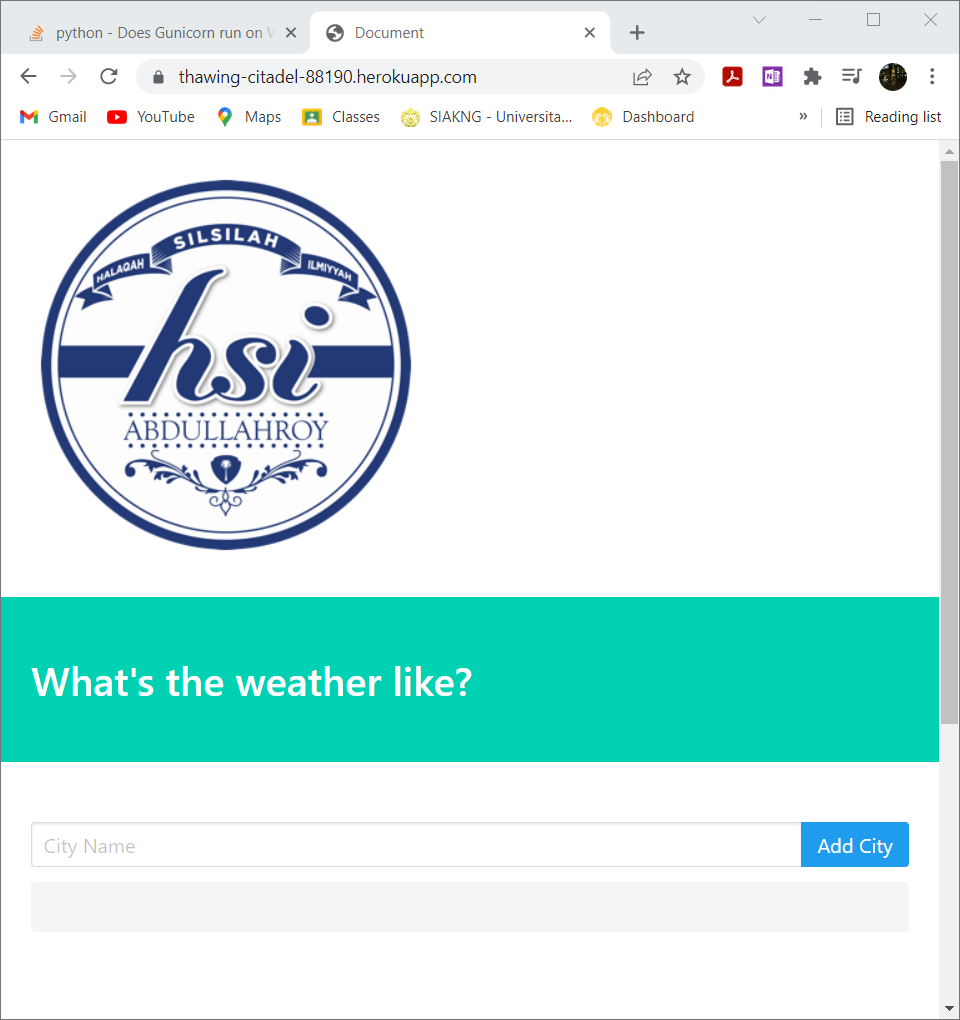 python - Does Gunicorn run on W
Document
thawing-citadel-88190.herokuapp.com
Gmail
YouTube
Maps
Classes
SIAKNG - Universita...
Dashboard
»
Reading list
HALAQAH
SILSILAH
ILMIYYAH
hsi
ABDULLAHROY
What's the weather like?
City Name
Add City